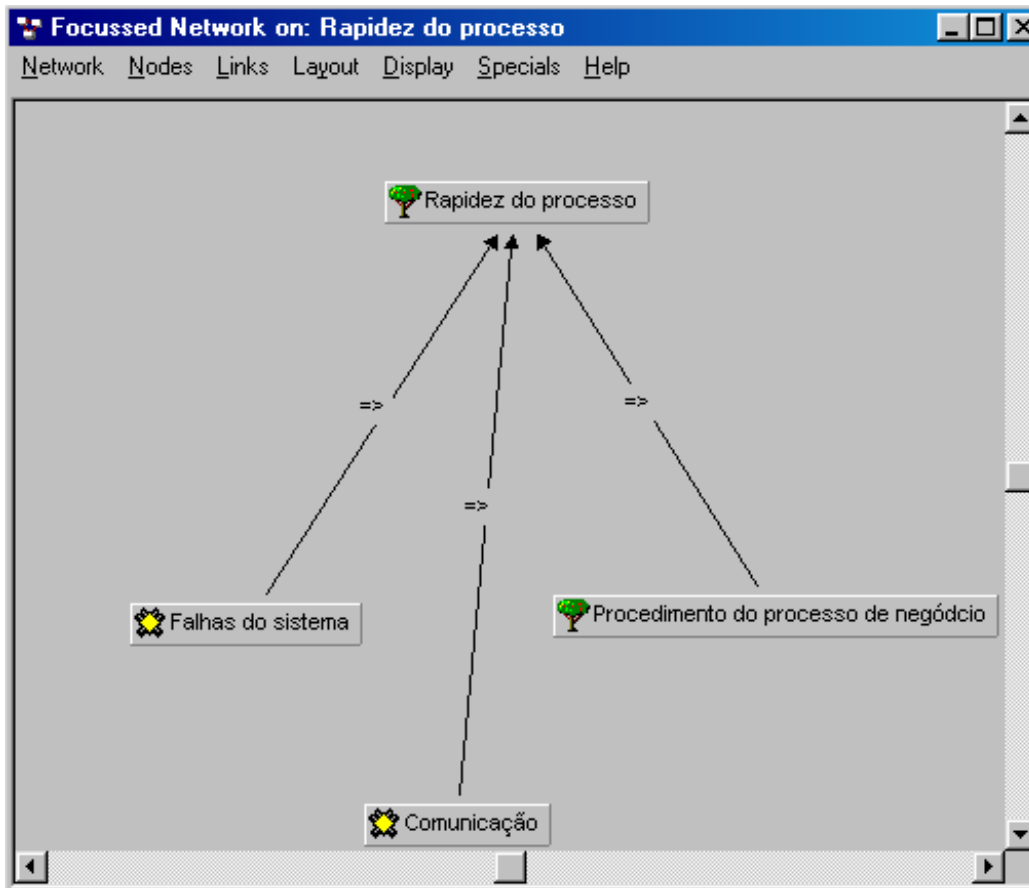 Focussed Network on: Rapidez do processo
Network Nodes Links Layout Display Specials Help
Rapidez do processo
=>
=>
=>
Falhas do sistema
Procedimento do processo de negódcio
Comunicação